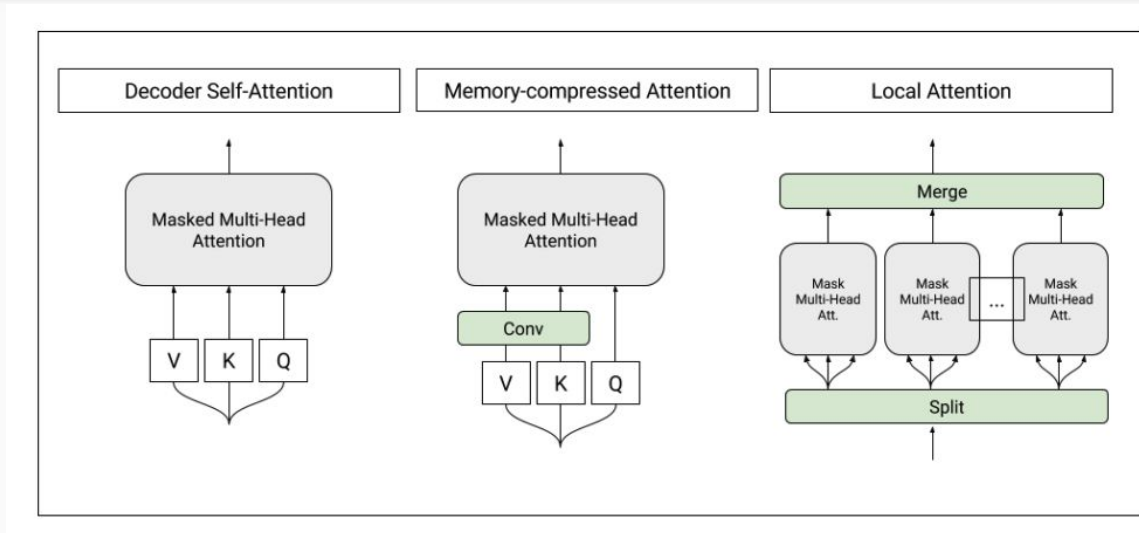 Decoder Self-Attention
Masked Multi-Head
Attention
V K Q
Memory-compressed Attention
Masked Multi-Head
Attention
Conv
V K Q
Local Attention
Merge
Mask
Multi-Head
Att.
Mask
Multi-Head
Att.
...
Mask
Multi-Head
Att.
Split